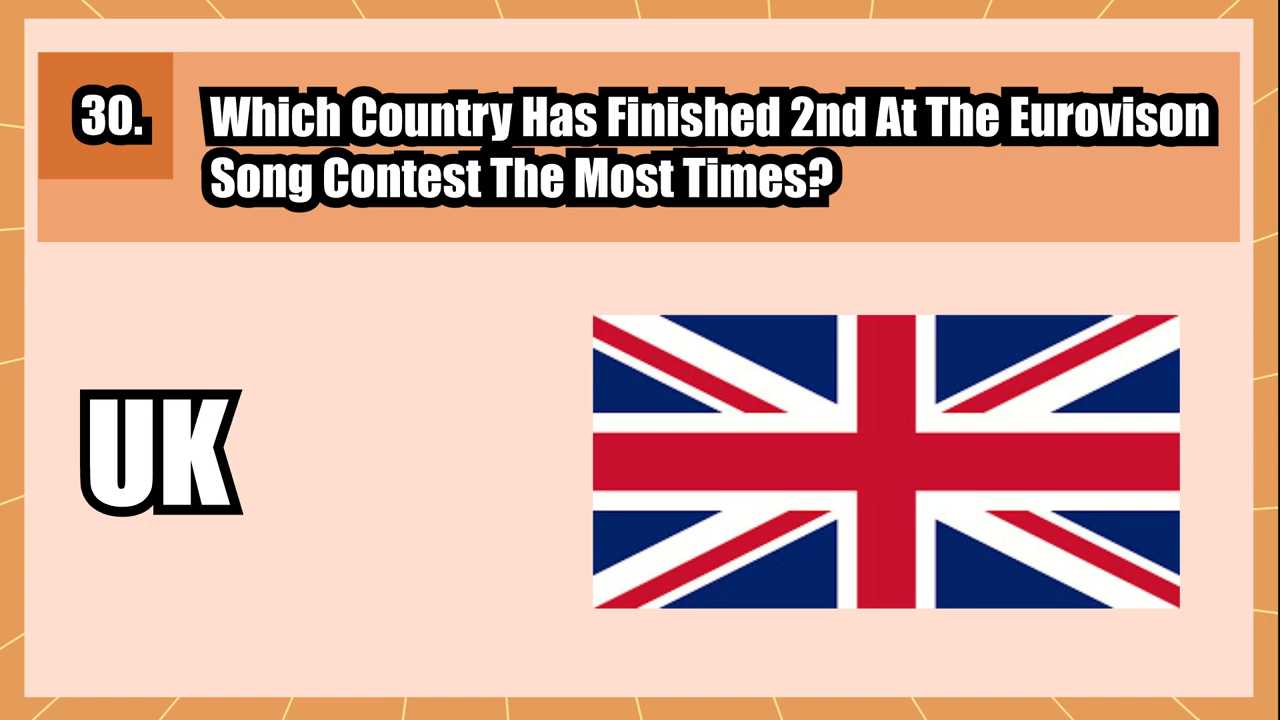 30.
Which Country Has Finished 2nd At The Eurovison
Song Contest The Most Times?
UK